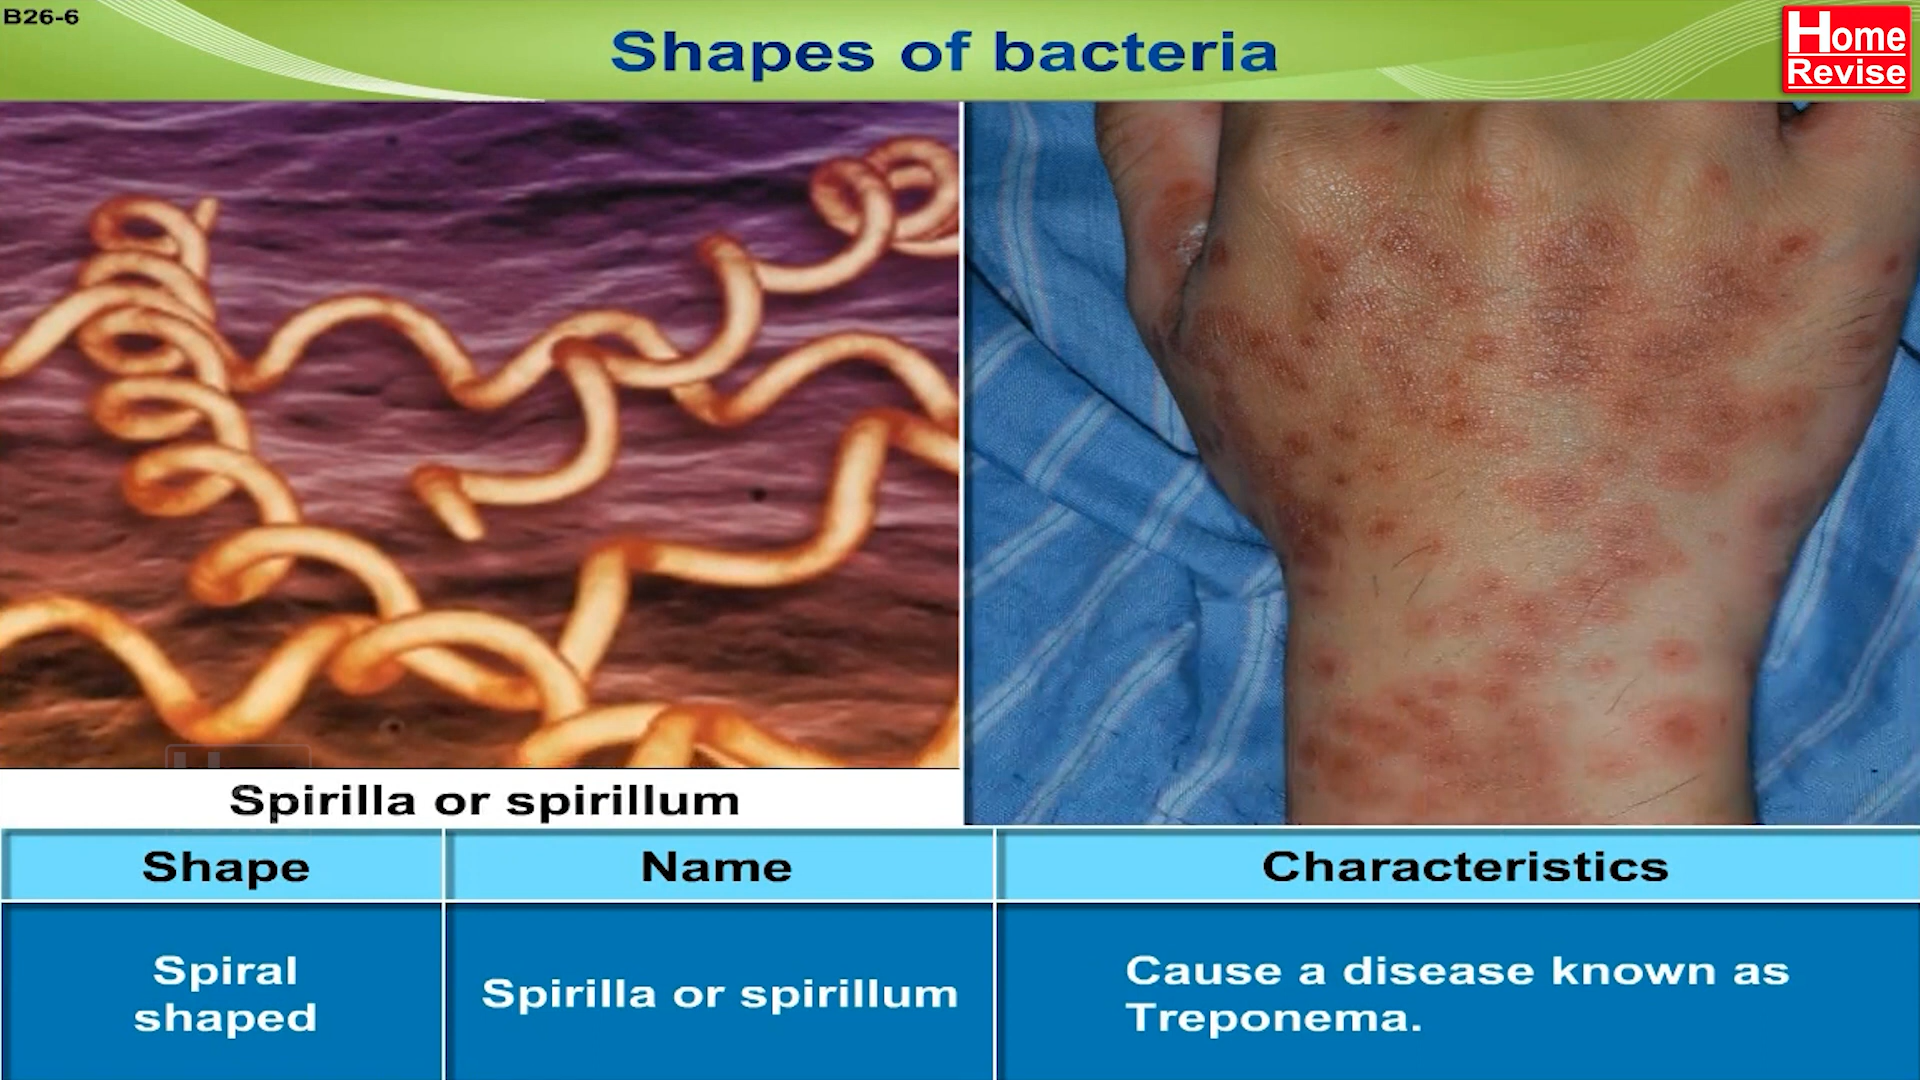 B26-6
Shapes of bacteria
Home
Revise
Spirilla or spirillum
Shape
Name
Characteristics
Spiral
shaped
Spirilla or spirillum
Cause a disease known as
Treponema.